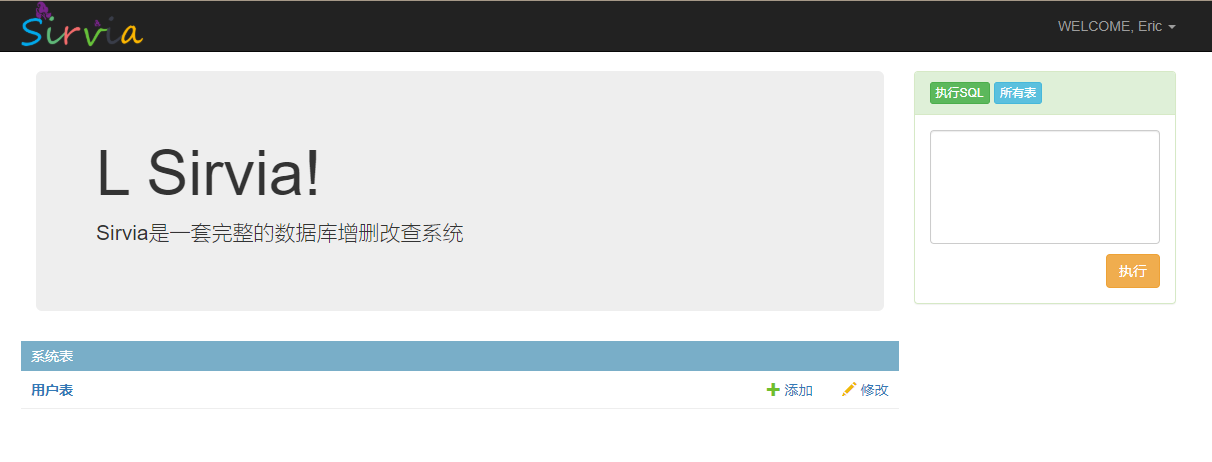 Sirvia
WELCOME, Eric
L Sirvia!
Sirvia是一套完整的数据库增删改查系统
执行SQL 所有表
执行
系统表
用户表 添加 修改